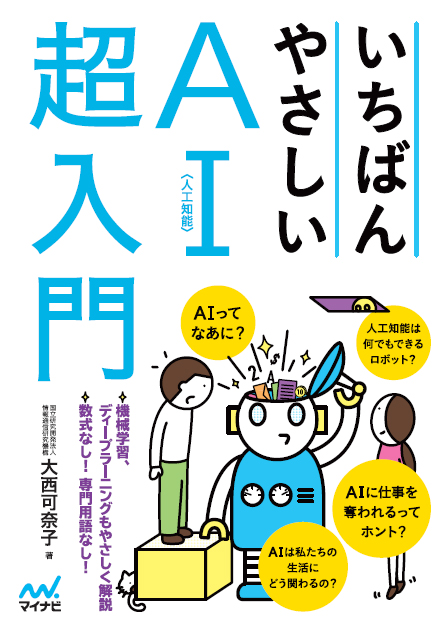 いちばん
やさしい
AI
〈人工知能〉
超入門
AIって
なあに？
人工知能は
何でもできる
ロボット？
AIに仕事を
奪われるって
ホント？
AIは私たちの
生活に
どう関わるの？
機械学習、
ディープラーニングもやさしく解説
数式なし！ 専門用語なし！
国立研究開発法人
情報通信研究機構
大西可奈子 著
マイナビ